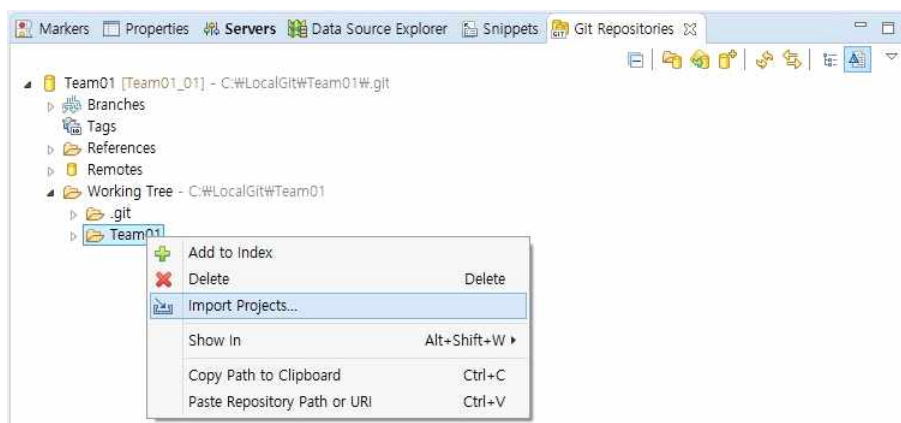 Markers Properties Servers Data Source Explorer Snippets Git Repositories
Team01 [Team01_01] - C:₩LocalGit₩Team01₩.git
Branches
Tags
References
Remotes
Working Tree - C:₩LocalGit₩Team01
.git
Team01
Add to Index
Delete Delete
Import Projects...
Show In Alt+Shift+W
Copy Path to Clipboard Ctrl+C
Paste Repository Path or URI Ctrl+V